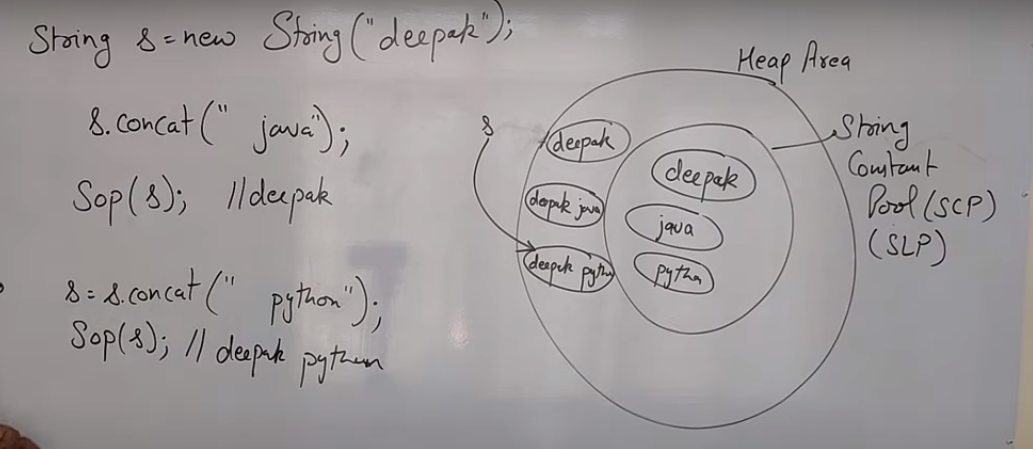 String s = new String("deepak");
s.concat(" java");
Sop(s); //deepak
s = s.concat(" python");
Sop(s); // deepak python
Heap Area
s
deepak
deepak java
deepak pytho
deepak
java
python
String
Constant
Pool (SCP)
(SLP)